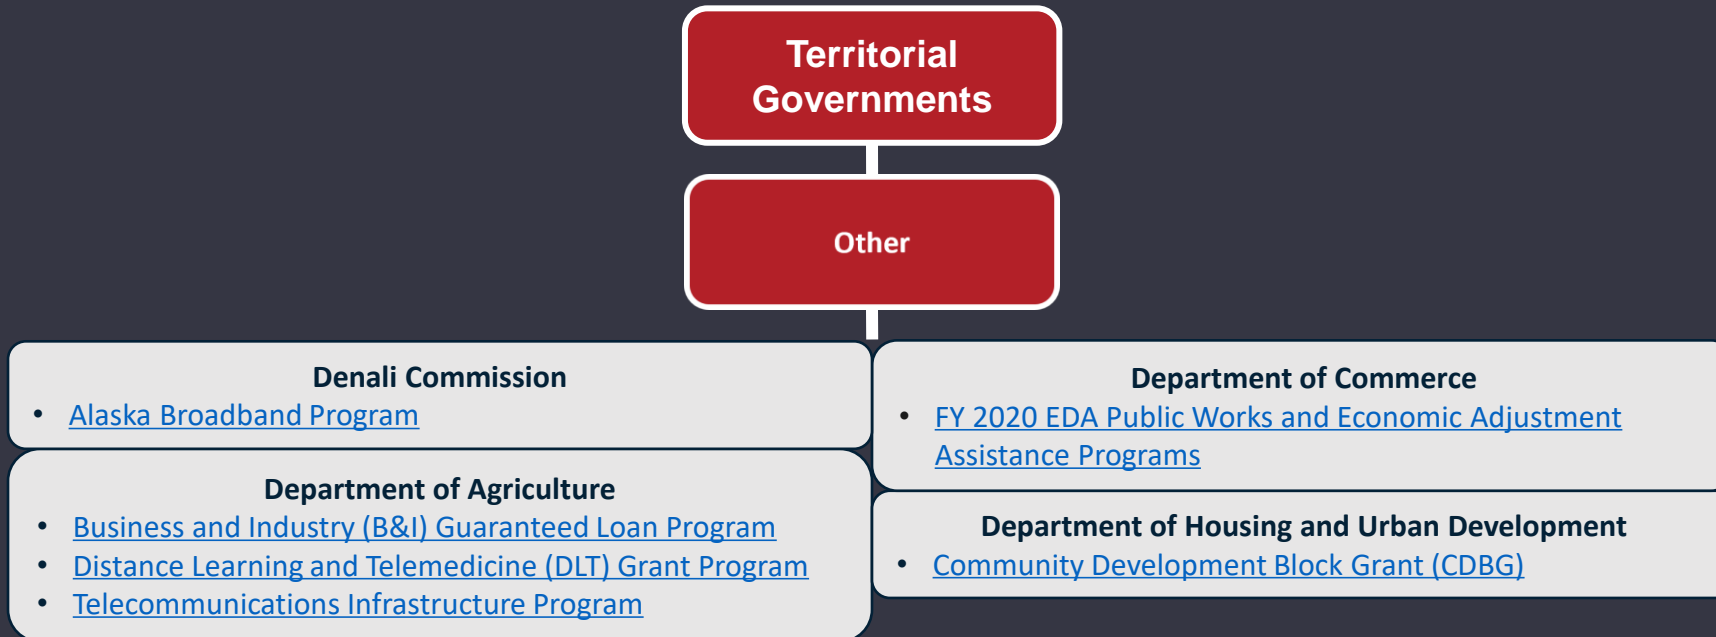 Territorial
Governments
Other
Denali Commission
• Alaska Broadband Program
Department of Agriculture
• Business and Industry (B&I) Guaranteed Loan Program
• Distance Learning and Telemedicine (DLT) Grant Program
• Telecommunications Infrastructure Program
Department of Commerce
• FY 2020 EDA Public Works and Economic Adjustment
Assistance Programs
Department of Housing and Urban Development
• Community Development Block Grant (CDBG)